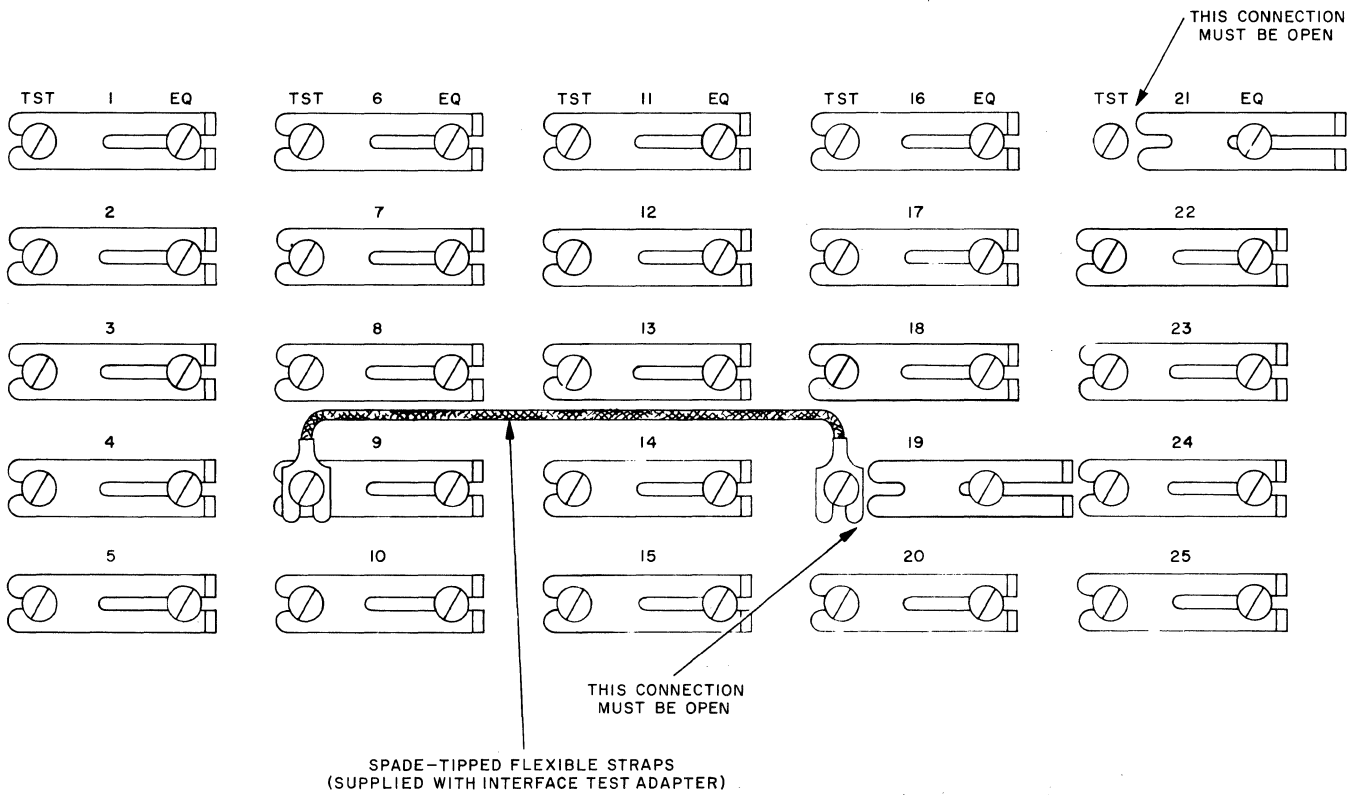 THIS CONNECTION
MUST BE OPEN
TST 1 EQ TST 6 EQ TST 11 EQ TST 16 EQ TST 21 EQ
2 7 12 17 22
3 8 13 18 23
4 9 14 19 24
5 10 15 20 25
THIS CONNECTION
MUST BE OPEN
SPADE-TIPPED FLEXIBLE STRAPS
(SUPPLIED WITH INTERFACE TEST ADAPTER)